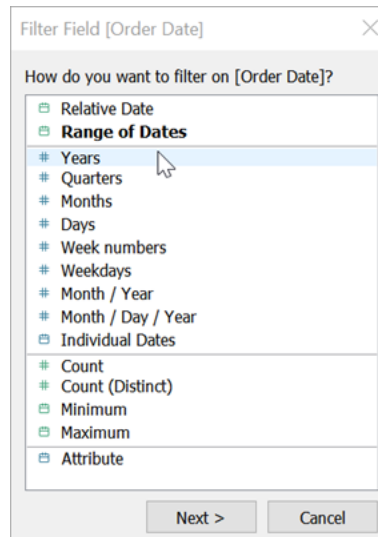 Filter Field [Order Date]
How do you want to filter on [Order Date]?
Relative Date
Range of Dates
Years
Quarters
Months
Days
Week numbers
Weekdays
Month / Year
Month / Day / Year
Individual Dates
Count
Count (Distinct)
Minimum
Maximum
Attribute
Next > Cancel